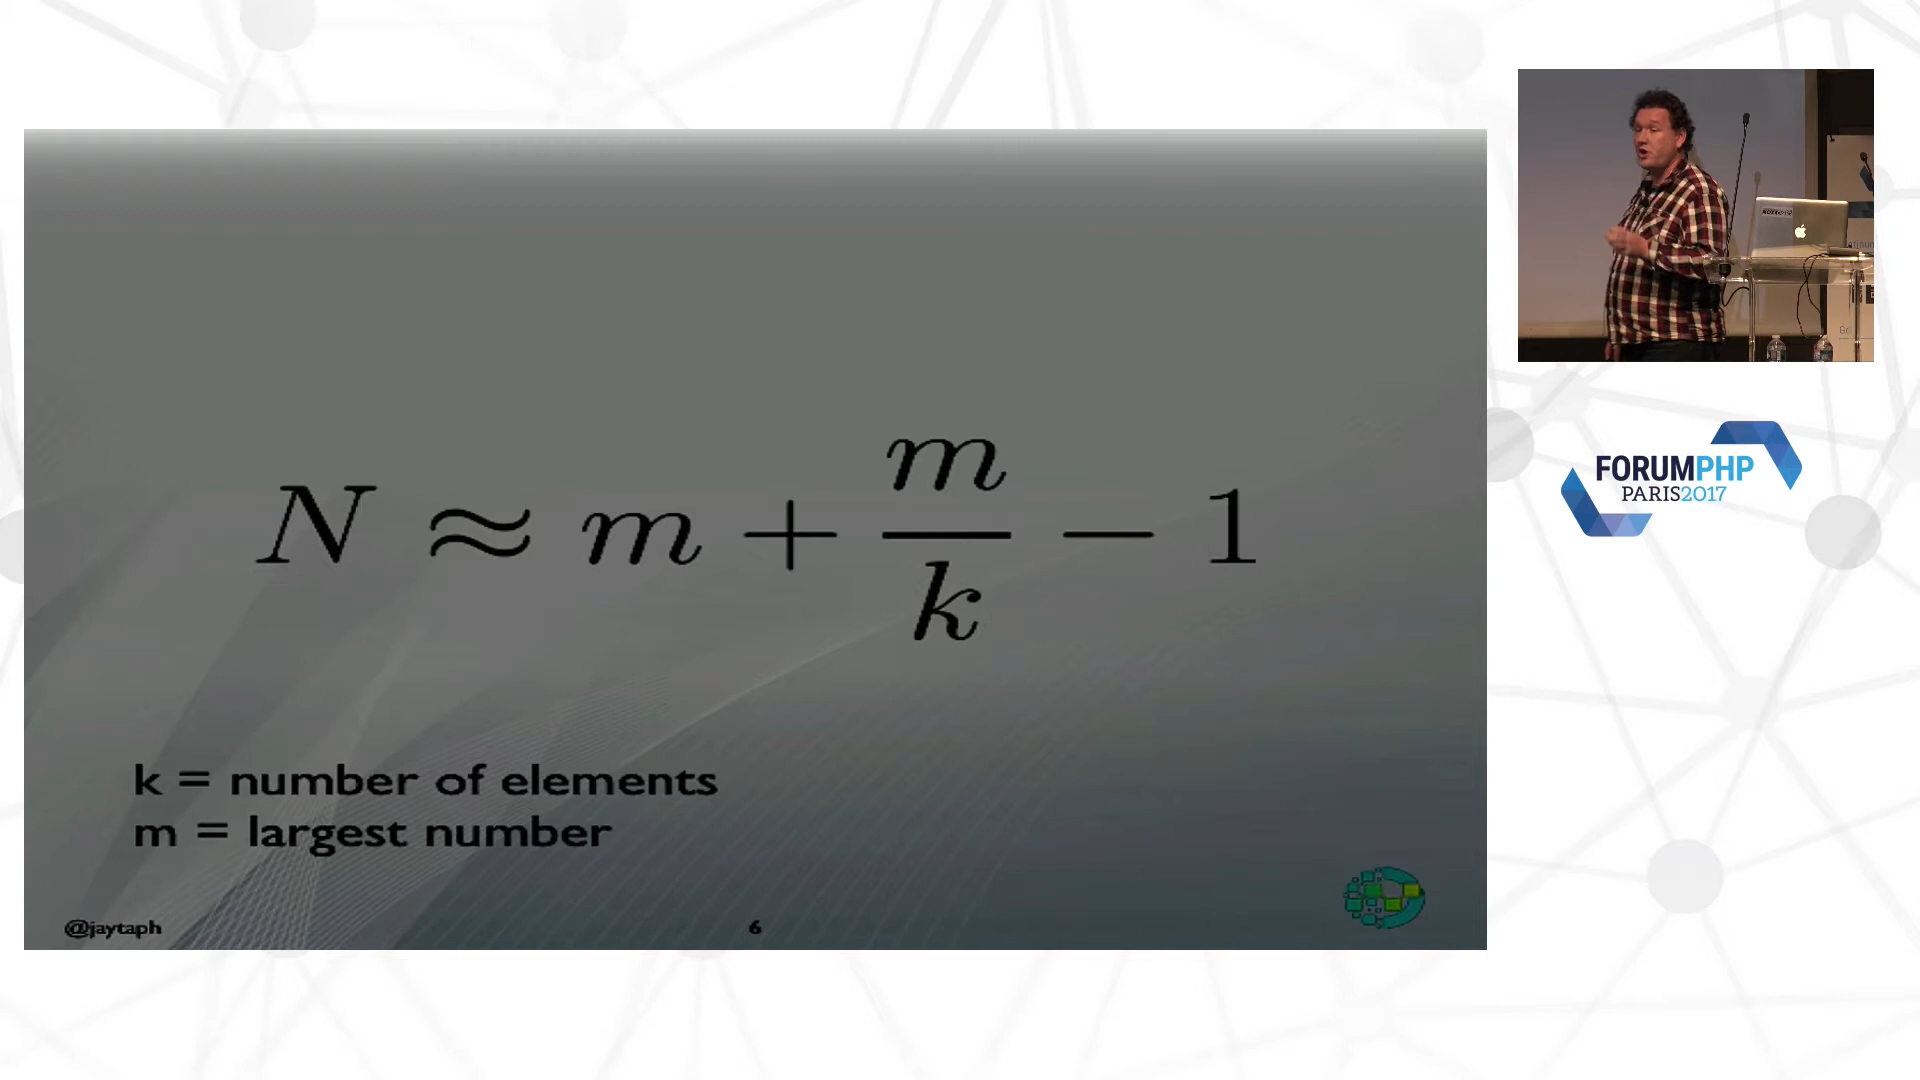 N ≈ m + m/k − 1
k = number of elements
m = largest number
@jaytaph
6
FORUMPHP
PARIS2017